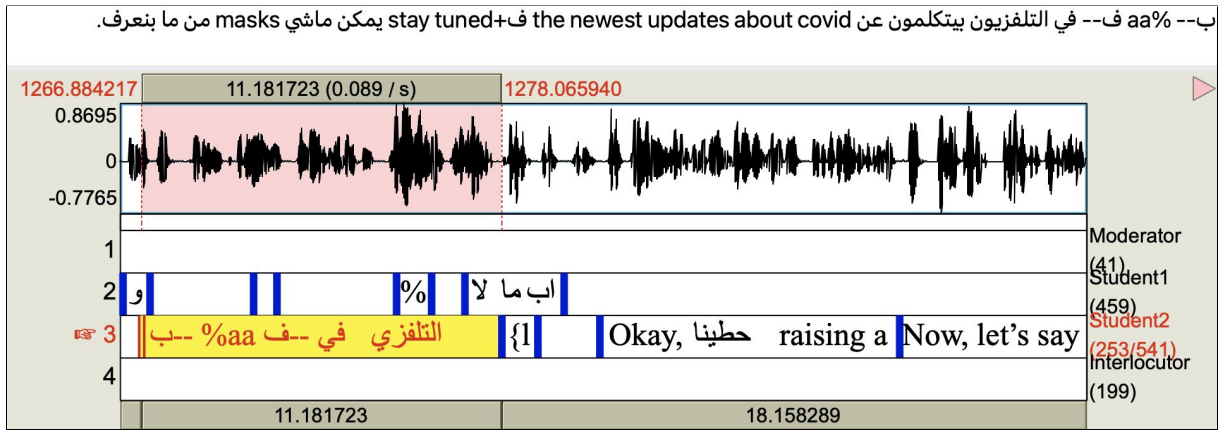 ب-- %aa ف-- في التلفزيون بيتكلمون عن the newest updates about covid ف+stay tuned يمكن ماشي masks من ما بنعرف.
1266.884217 11.181723 (0.089 / s) 1278.065940
0.8695
0
-0.7765
1 Moderator (41)
2 و % اب ما لا Student1 (459)
3 ب-- %aa ف-- في التلفزي {l Okay, حطينا raising a Now, let’s say Student2 (253/541)
4 Interlocutor (199)
11.181723 18.158289